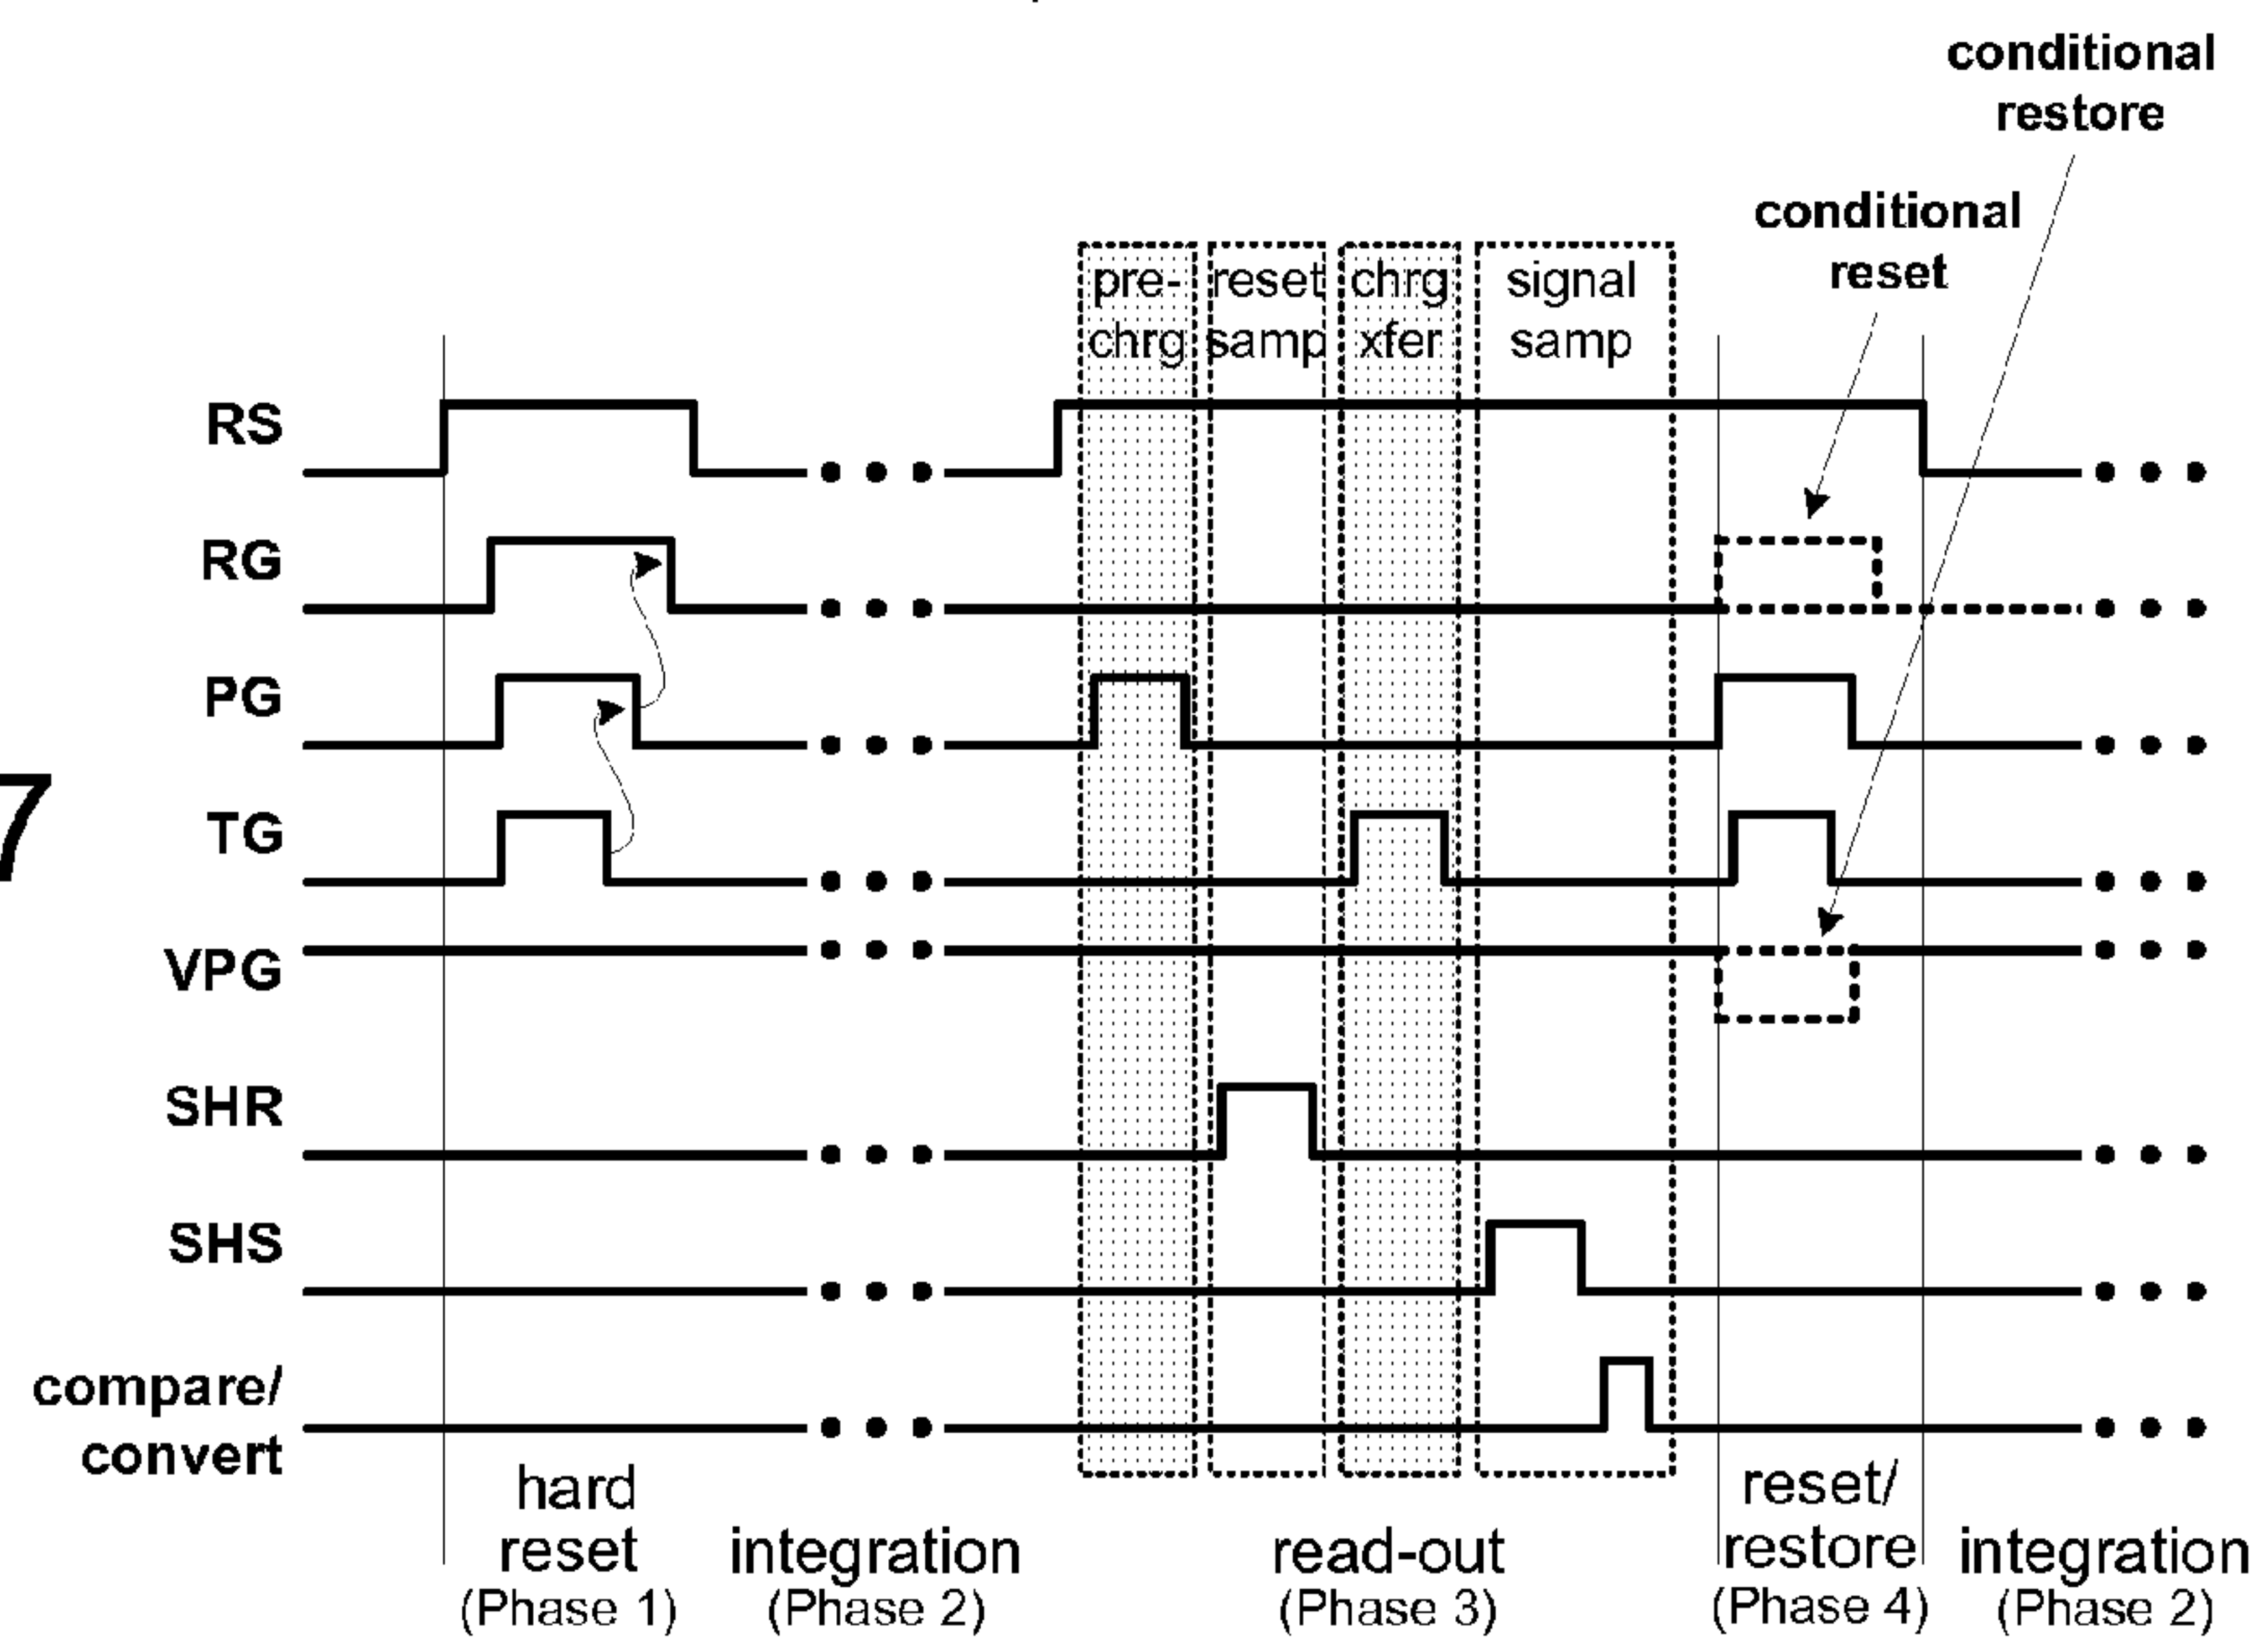 conditional
restore
conditional
reset
pre-
chrg
reset
samp
chrg
xfer
signal
samp
RS
RG
PG
7
TG
VPG
SHR
SHS
compare/
convert
hard
reset
(Phase 1)
integration
(Phase 2)
read-out
(Phase 3)
reset/
restore
(Phase 4)
integration
(Phase 2)